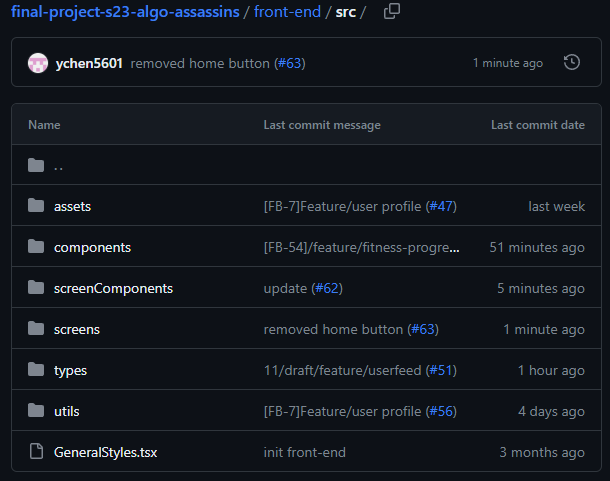 final-project-s23-algo-assassins / front-end / src /
ychen5601 removed home button (#63) 1 minute ago
Name Last commit message Last commit date
..
assets [FB-7]Feature/user profile (#47) last week
components [FB-54]/feature/fitness-progre... 51 minutes ago
screenComponents update (#62) 5 minutes ago
screens removed home button (#63) 1 minute ago
types 11/draft/feature/userfeed (#51) 1 hour ago
utils [FB-7]Feature/user profile (#56) 4 days ago
GeneralStyles.tsx init front-end 3 months ago